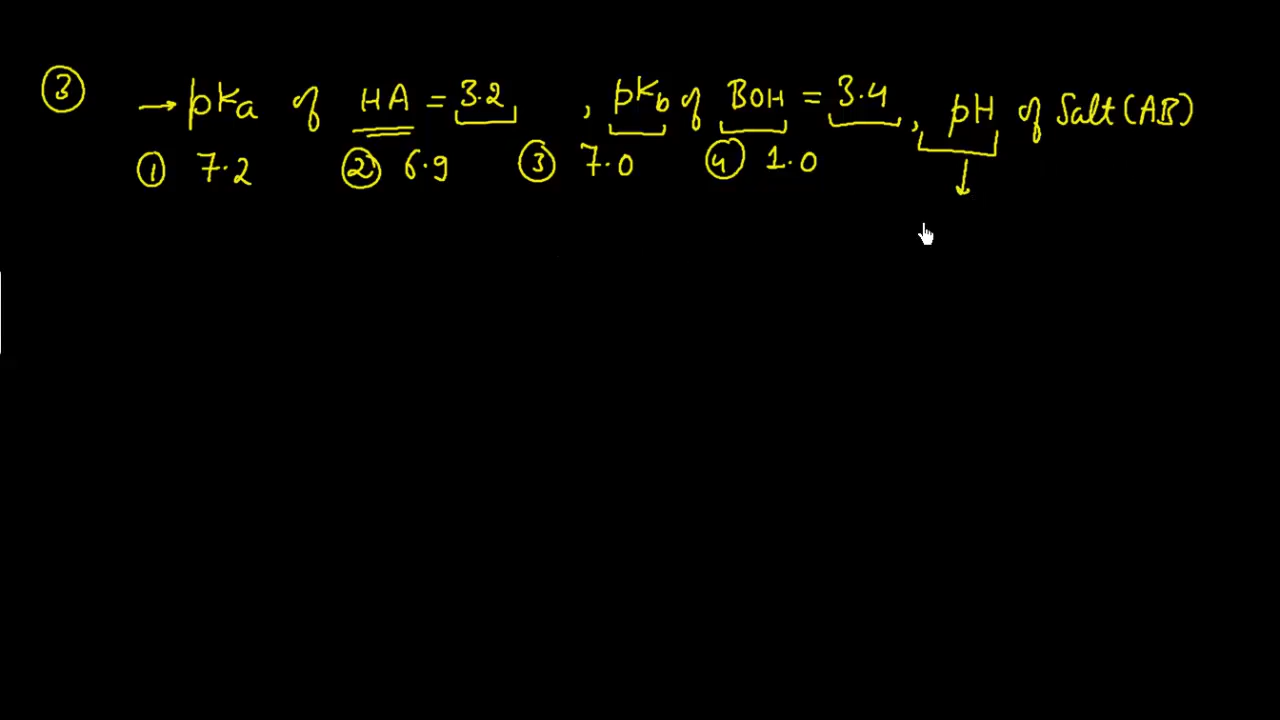 ③ → pKa of HA = 3.2 , pKb of BOH = 3.4 , pH of Salt (AB)
① 7.2 ② 6.9 ③ 7.0 ④ 1.0